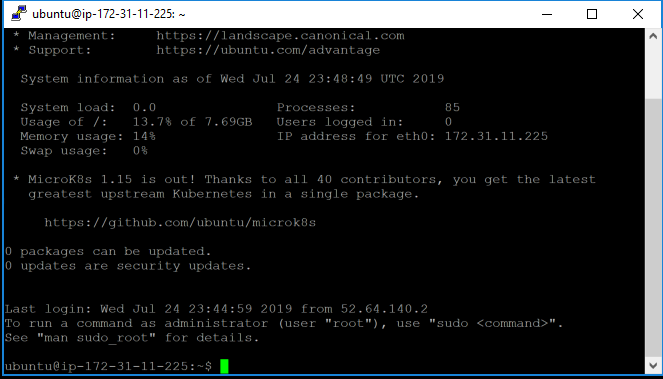 ubuntu@ip-172-31-11-225: ~
* Management:     https://landscape.canonical.com
* Support:        https://ubuntu.com/advantage
System information as of Wed Jul 24 23:48:49 UTC 2019
System load:  0.0                Processes:           85
Usage of /:   13.7% of 7.69GB   Users logged in:     0
Memory usage: 14%               IP address for eth0: 172.31.11.225
Swap usage:   0%
* MicroK8s 1.15 is out! Thanks to all 40 contributors, you get the latest
greatest upstream Kubernetes in a single package.
https://github.com/ubuntu/microk8s
0 packages can be updated.
0 updates are security updates.
Last login: Wed Jul 24 23:44:59 2019 from 52.64.140.2
To run a command as administrator (user "root"), use "sudo <command>".
See "man sudo_root" for details.
ubuntu@ip-172-31-11-225:~$